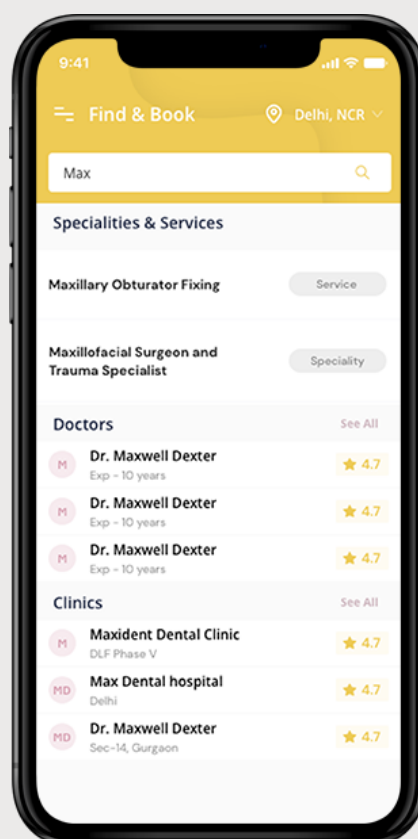 9:41
Find & Book
Delhi, NCR
Max
Specialities & Services
Maxillary Obturator Fixing
Service
Maxillofacial Surgeon and
Trauma Specialist
Speciality
Doctors
See All
M
Dr. Maxwell Dexter
Exp - 10 years
4.7
M
Dr. Maxwell Dexter
Exp - 10 years
4.7
M
Dr. Maxwell Dexter
Exp - 10 years
4.7
Clinics
See All
M
Maxident Dental Clinic
DLF Phase V
4.7
MD
Max Dental hospital
Delhi
4.7
MD
Dr. Maxwell Dexter
Sec-14, Gurgaon
4.7